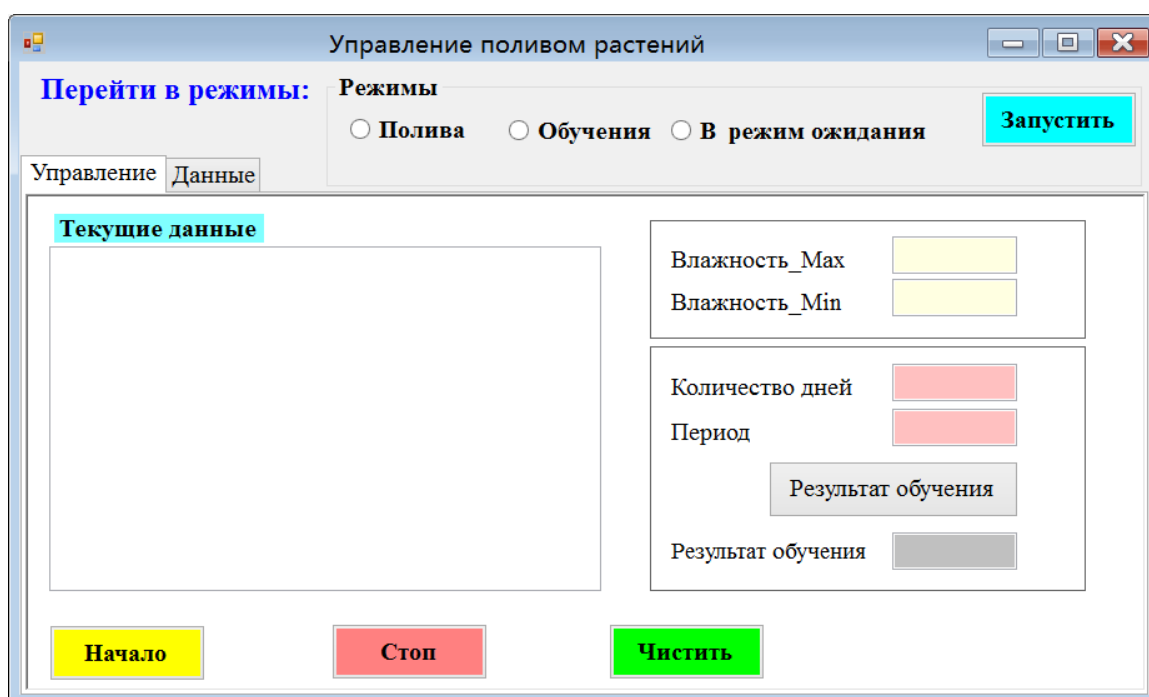 Управление поливом растений
Перейти в режимы:
Режимы
Полива
Обучения
В режим ожидания
Запустить
Управление
Данные
Текущие данные
Влажность_Max
Влажность_Min
Количество дней
Период
Результат обучения
Результат обучения
Начало
Стоп
Чистить